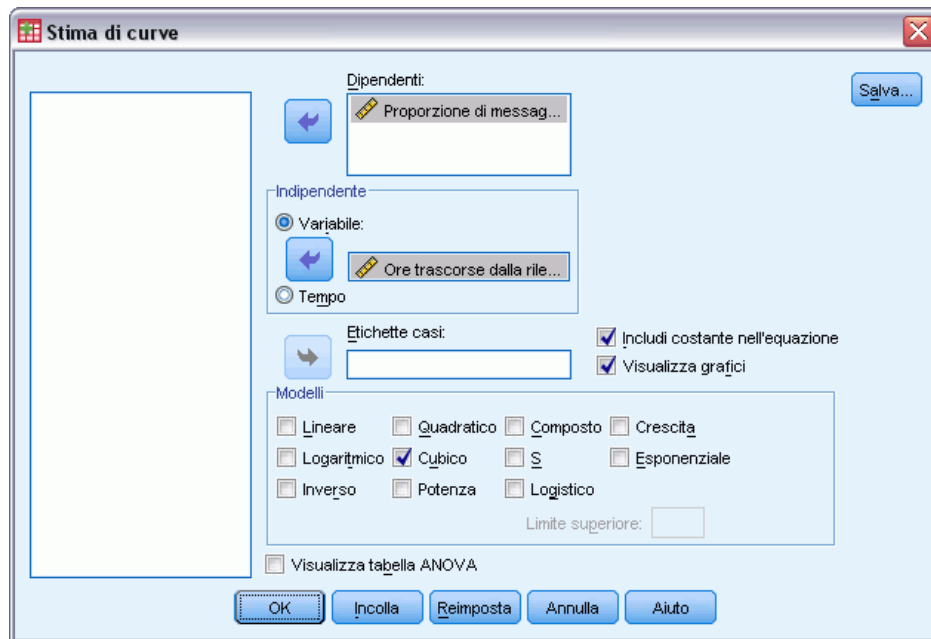 Stima di curve
Dipendenti:
Salva...
Proporzione di messag...
Indipendente
Variabile:
Ore trascorse dalla rile...
Tempo
Etichette casi:
Includi costante nell'equazione
Visualizza grafici
Modelli
Lineare Quadratico Composto Crescita
Logaritmico Cubico S Esponenziale
Inverso Potenza Logistico
Limite superiore:
Visualizza tabella ANOVA
OK Incolla Reimposta Annulla Aiuto